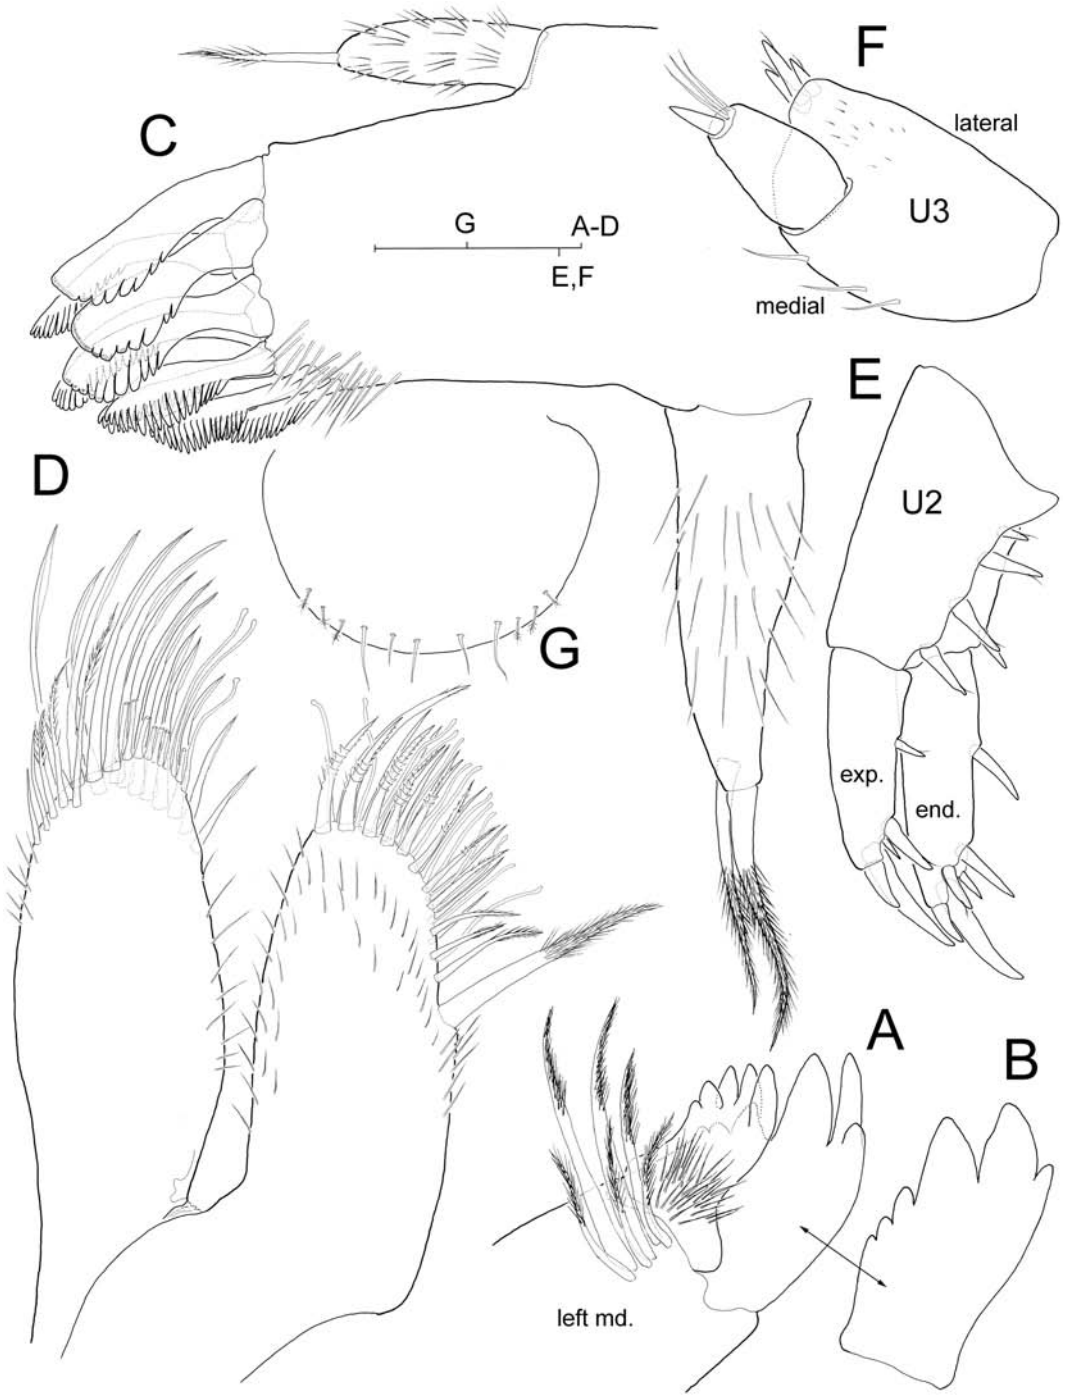 F
C
lateral
U3
G
A-D
E,F
medial
E
D
U2
G
exp.
end.
A
B
left md.